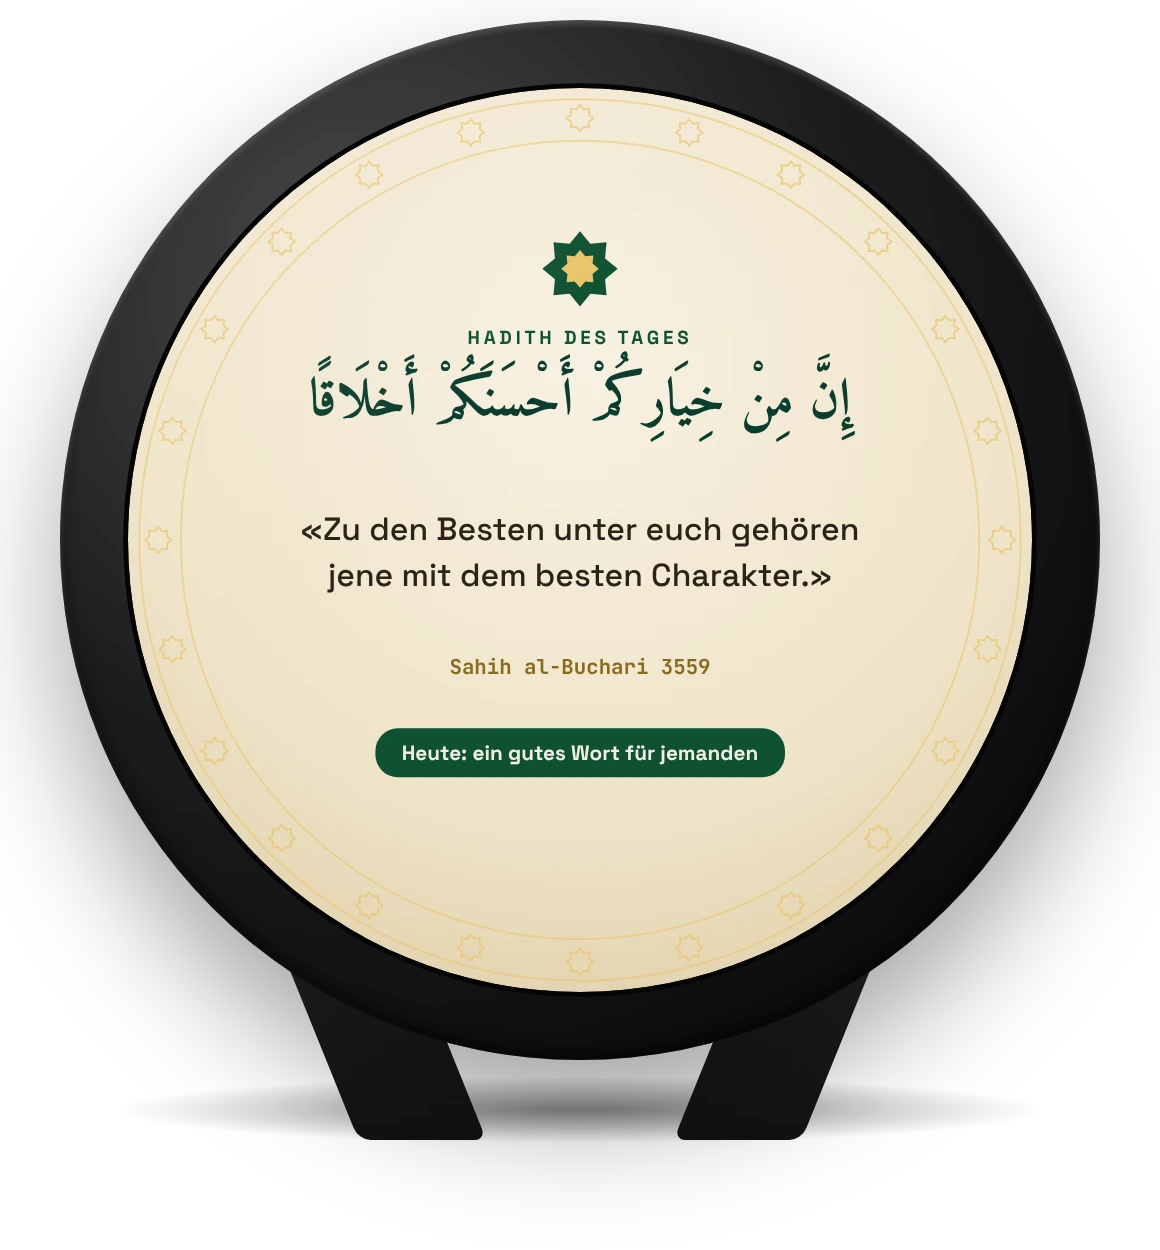 HADITH DES TAGES
إِنَّ مِنْ خِيَارِكُمْ أَحْسَنَكُمْ أَخْلَاقًا
«Zu den Besten unter euch gehören
jene mit dem besten Charakter.»
Sahih al-Buchari 3559
Heute: ein gutes Wort für jemanden